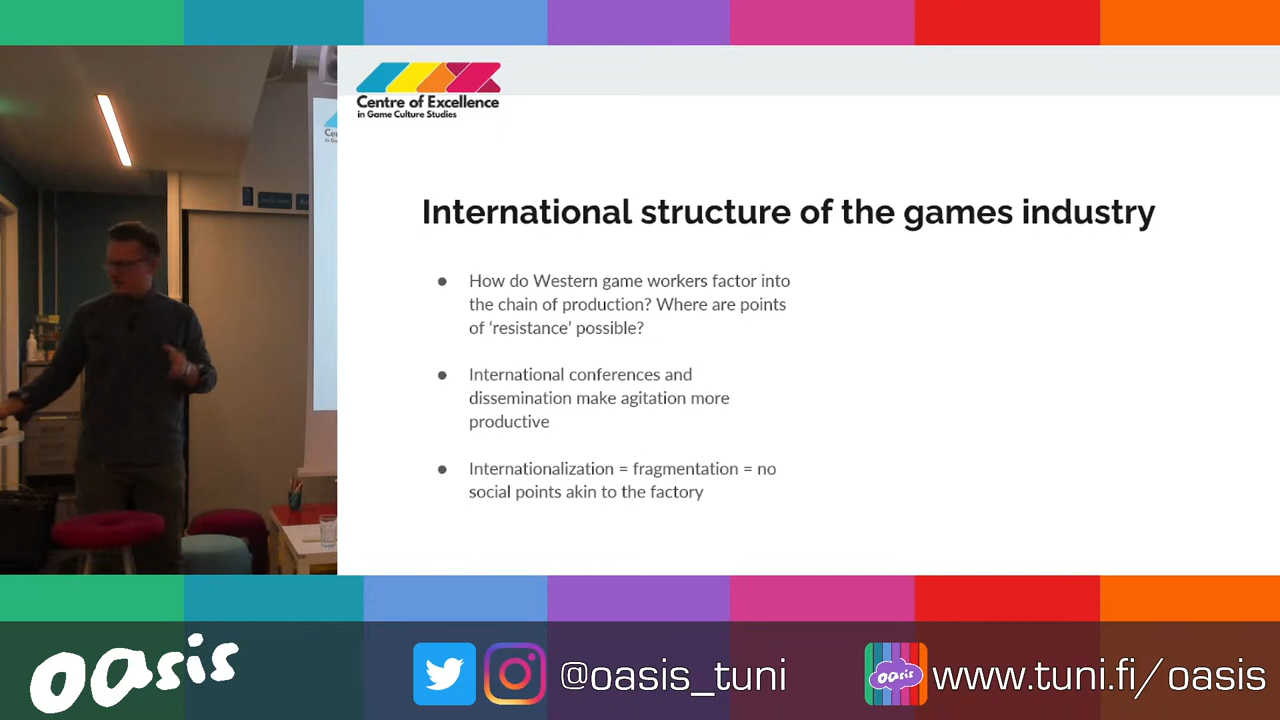 Centre of Excellence
in Game Culture Studies
International structure of the games industry
● How do Western game workers factor into
the chain of production? Where are points
of ‘resistance’ possible?
● International conferences and
dissemination make agitation more
productive
● Internationalization = fragmentation = no
social points akin to the factory
oasis
@oasis_tuni
oasis
www.tuni.fi/oasis